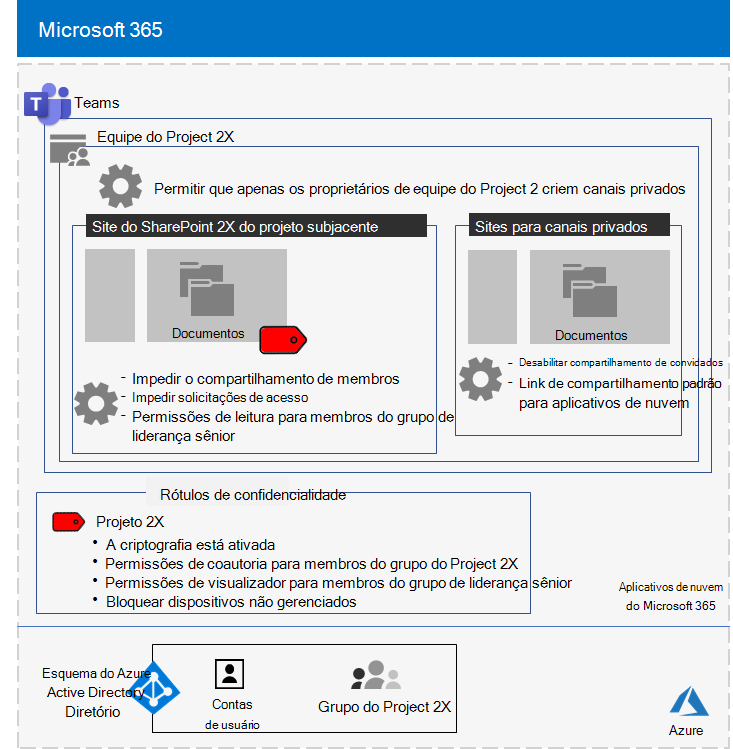 Microsoft 365
T
Teams
Equipe do Project 2X
Permitir que apenas os proprietários de equipe do Project 2 criem canais privados
Site do SharePoint 2X do projeto subjacente
Documentos
- Impedir o compartilhamento de membros
- Impedir solicitações de acesso
- Permissões de leitura para membros do grupo de
liderança sênior
Sites para canais privados
Documentos
- Desabilitar compartilhamento de convidados
- Link de compartilhamento padrão
para aplicativos de nuvem
Rótulos de confidencialidade
Projeto 2X
• A criptografia está ativada
• Permissões de coautoria para membros do grupo do Project 2X
• Permissões de visualizador para membros do grupo de liderança sênior
• Bloquear dispositivos não gerenciados
Aplicativos de nuvem
do Microsoft 365
Esquema do Azure
Active Directory
Diretório
Contas
de usuário
Grupo do Project 2X
Azure